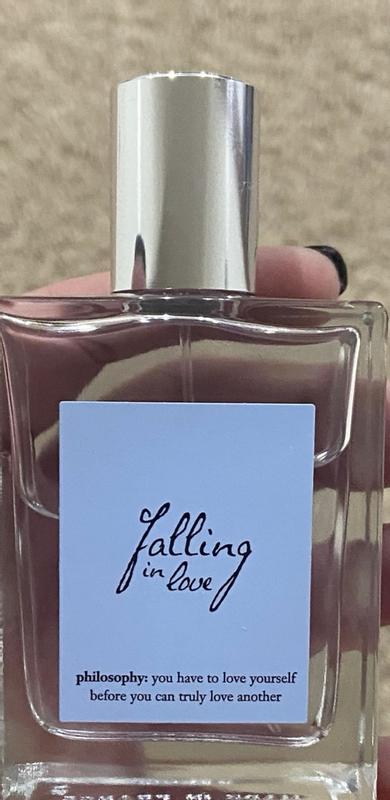 falling
in love
philosophy: you have to love yourself
before you can truly love another